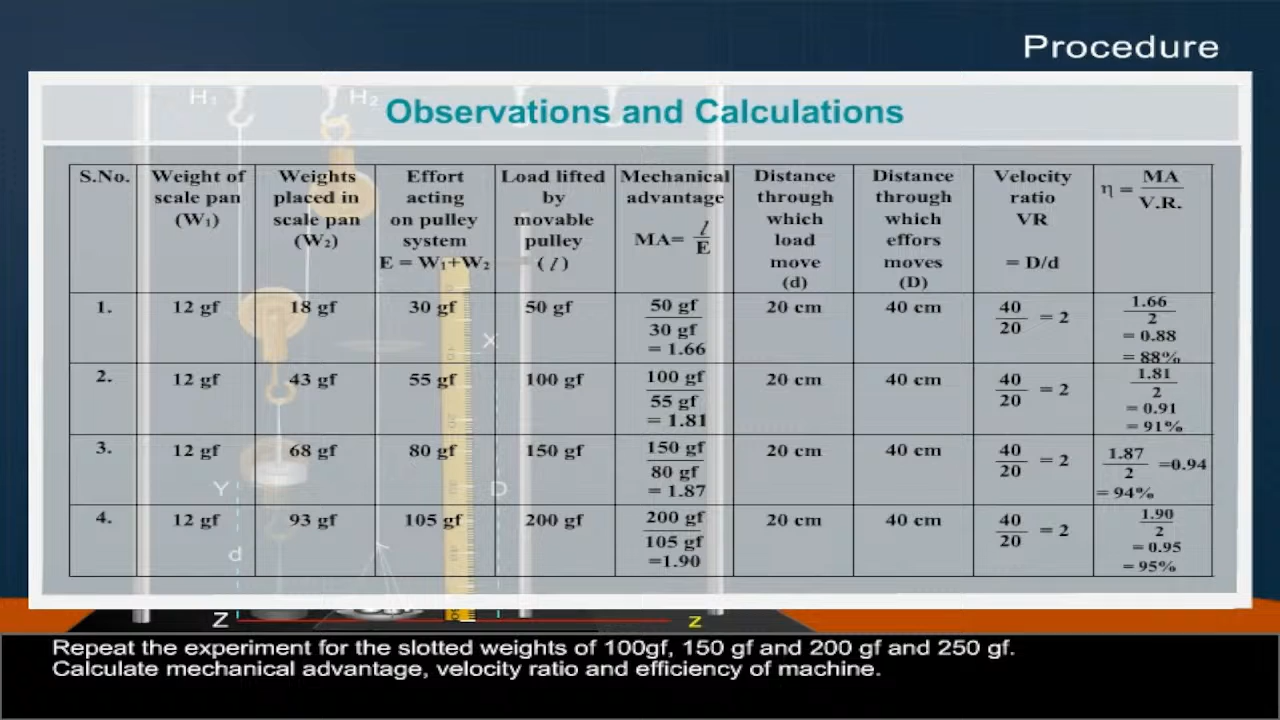 Procedure
H₁
H₂
Observations and Calculations
S.No.
Weight of
scale pan
(W₁)
Weights
placed in
scale pan
(W₂)
Effort
acting
on pulley
system
E = W₁+W₂
Load lifted
by
movable
pulley
(l)
Mechanical
advantage
MA= l/E
Distance
through
which
load
move
(d)
Distance
through
which
effors
moves
(D)
Velocity
ratio
VR
= D/d
η = MA/V.R.
1.
12 gf
18 gf
30 gf
50 gf
50 gf
30 gf
= 1.66
20 cm
40 cm
40/20 = 2
1.66
2
= 0.88
= 88%
X
2.
12 gf
43 gf
55 gf
100 gf
100 gf
55 gf
= 1.81
20 cm
40 cm
40/20 = 2
1.81
2
= 0.91
= 91%
3.
12 gf
68 gf
80 gf
150 gf
150 gf
80 gf
= 1.87
20 cm
40 cm
40/20 = 2
1.87/2 =0.94
= 94%
Y
D
4.
12 gf
93 gf
105 gf
200 gf
200 gf
105 gf
=1.90
20 cm
40 cm
40/20 = 2
1.90
2
= 0.95
= 95%
d
Z
z
Repeat the experiment for the slotted weights of 100gf, 150 gf and 200 gf and 250 gf.
Calculate mechanical advantage, velocity ratio and efficiency of machine.